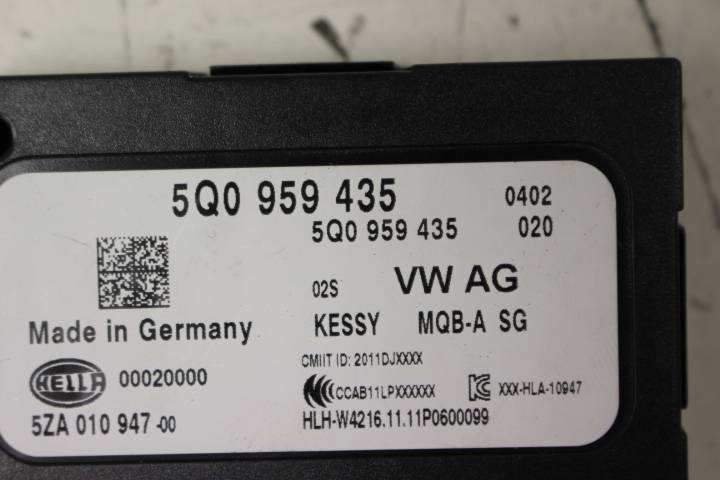 5Q0 959 435 0402
5Q0 959 435 020
02S VW AG
Made in Germany KESSY MQB-A SG
CMIIT ID: 2011DJXXXX
HELLA 00020000 CCAB11LPXXXXXX XXX-HLA-10947
5ZA 010 947 -00 HLH-W4216.11.11P0600099